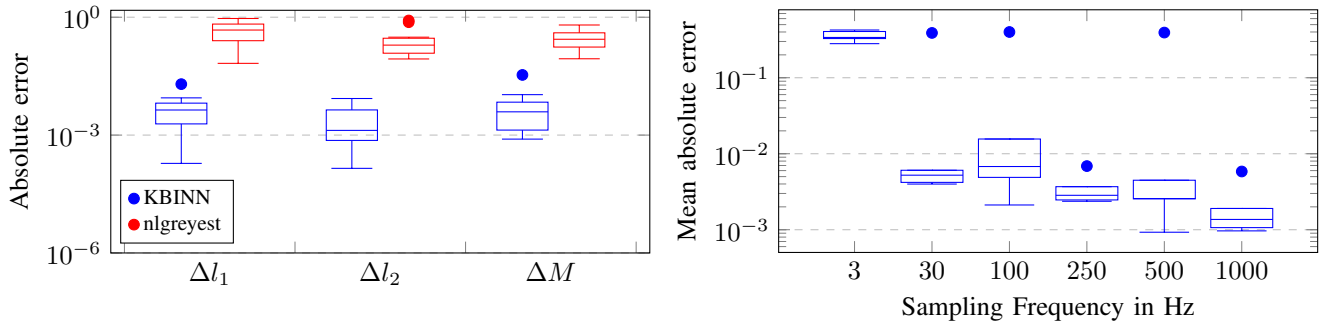 Absolute error
10^0
10^−3
10^−6
KBINN
nlgreyest
Δl_1
Δl_2
ΔM
Mean absolute error
10^−1
10^−2
10^−3
3
30
100
250
500
1000
Sampling Frequency in Hz